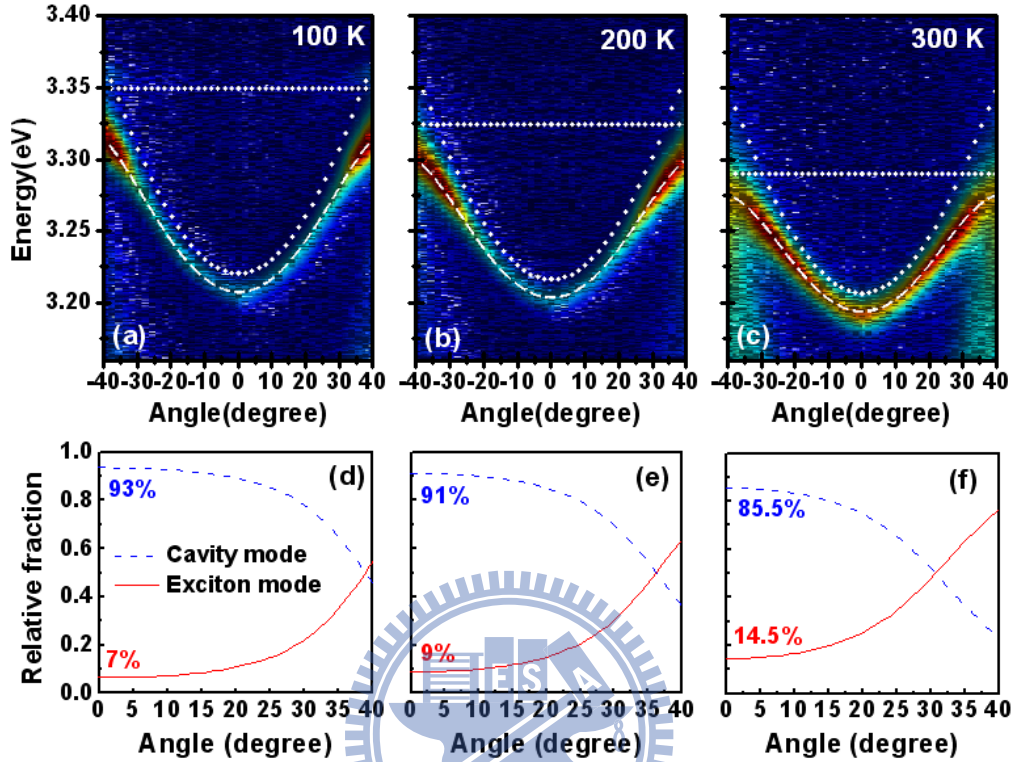 3.40
3.35
3.30
3.25
3.20
Energy(eV)
100 K
200 K
300 K
(a)
(b)
(c)
-40 -30 -20 -10 0 10 20 30 40
-40 -30 -20 -10 0 10 20 30 40
-40 -30 -20 -10 0 10 20 30 40
Angle(degree)
Angle(degree)
Angle(degree)
1.0
0.8
0.6
0.4
0.2
0.0
Relative fraction
(d)
(e)
(f)
93%
91%
85.5%
Cavity mode
Exciton mode
7%
9%
14.5%
E S A
0 5 10 15 20 25 30 35 40
0 5 10 15 20 25 30 35 40
0 5 10 15 20 25 30 35 40
Angle (degree)
Angle (degree)
Angle (degree)